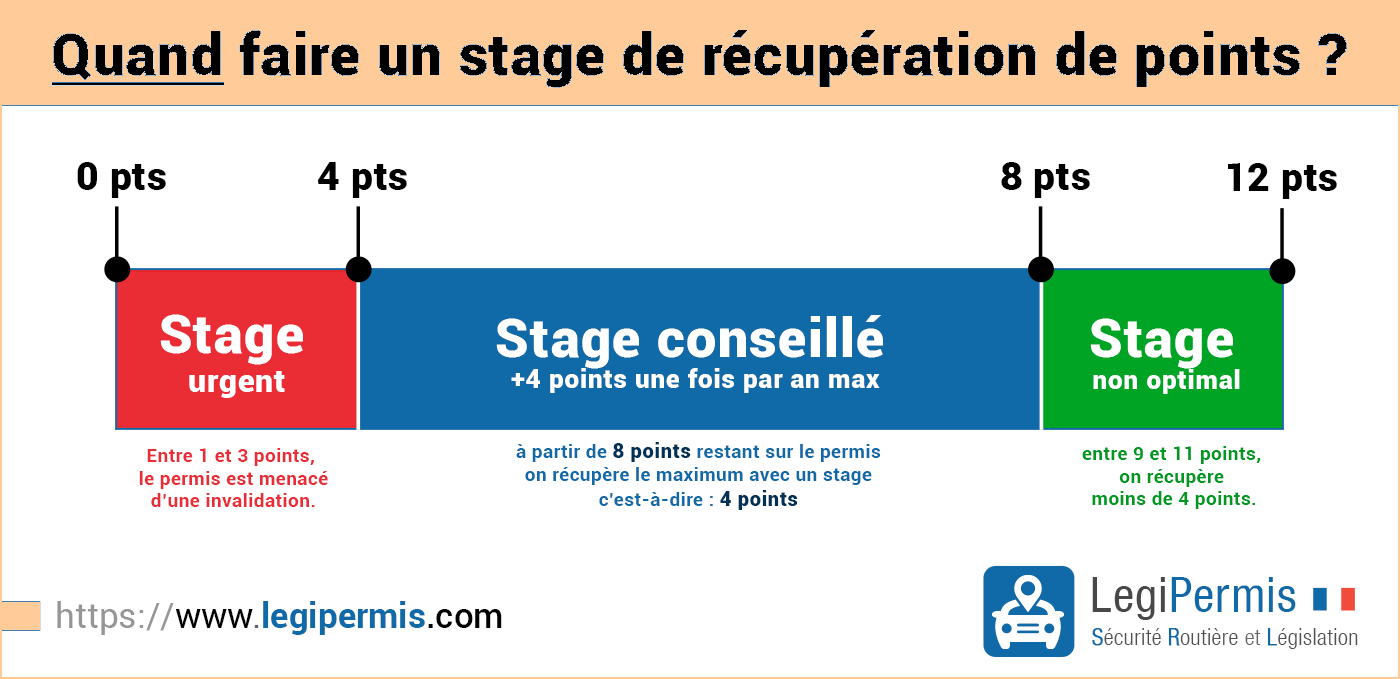 Quand faire un stage de récupération de points ?
0 pts
4 pts
8 pts
12 pts
Stage
urgent
Stage conseillé
+4 points une fois par an max
Stage
non optimal
Entre 1 et 3 points,
le permis est menacé
d'une invalidation.
à partir de 8 points restant sur le permis
on récupère le maximum avec un stage
c'est-à-dire : 4 points
entre 9 et 11 points,
on récupère
moins de 4 points.
https://www.legipermis.com
LegiPermis
Sécurité Routière et Législation